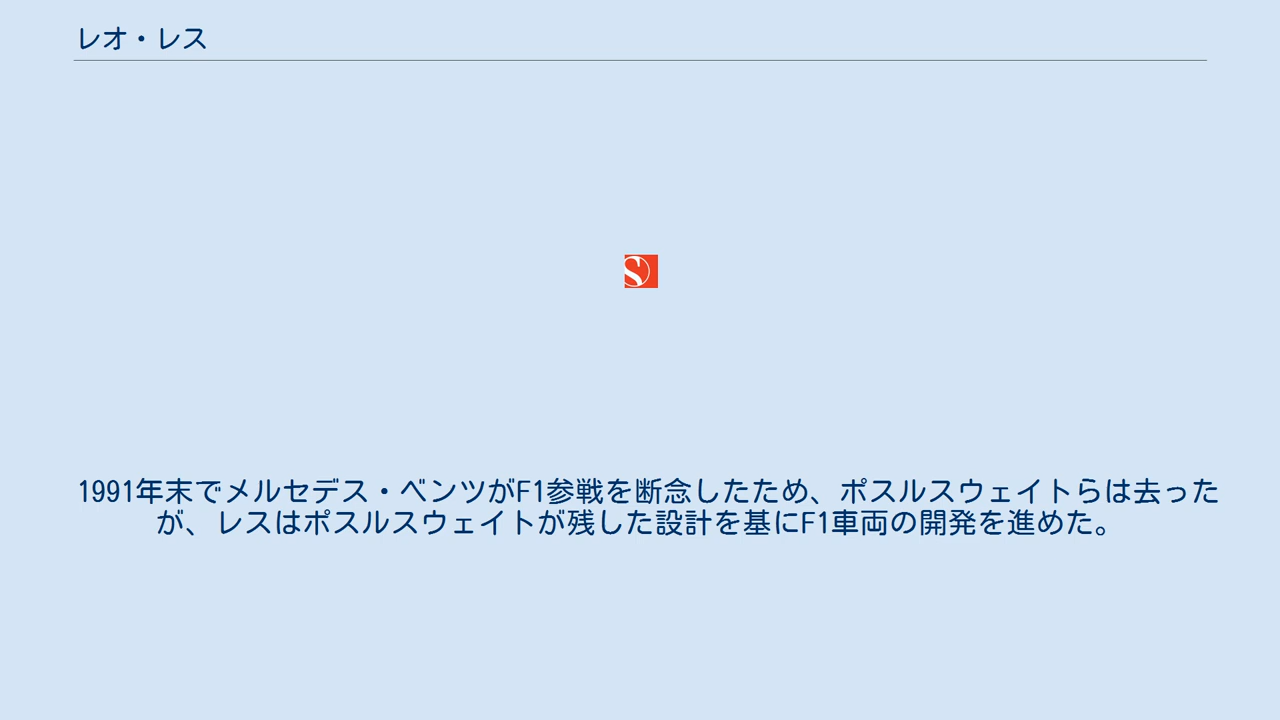 レオ・レス
S
1991年末でメルセデス・ベンツがF1参戦を断念したため、ポスルスウェイトらは去った
が、レスはポスルスウェイトが残した設計を基にF1車両の開発を進めた。